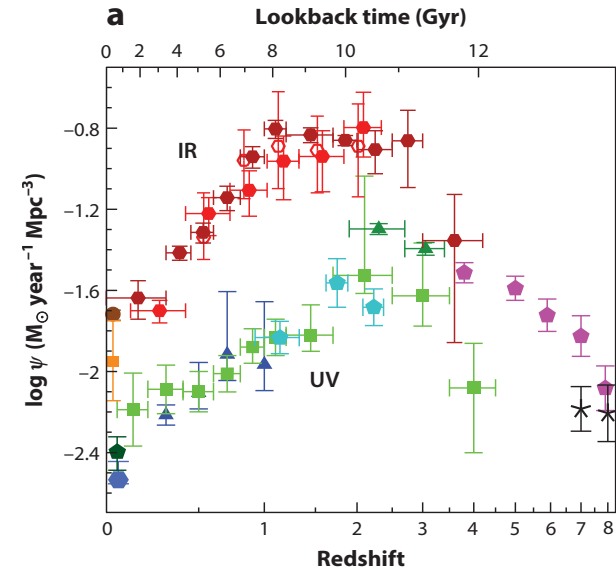 a
Lookback time (Gyr)
0 2 4 6 8 10 12
−0.8
−1.2
−1.6
−2
−2.4
log ψ (M☉ year−1 Mpc−3)
IR
UV
0 1 2 3 4 5 6 7 8
Redshift